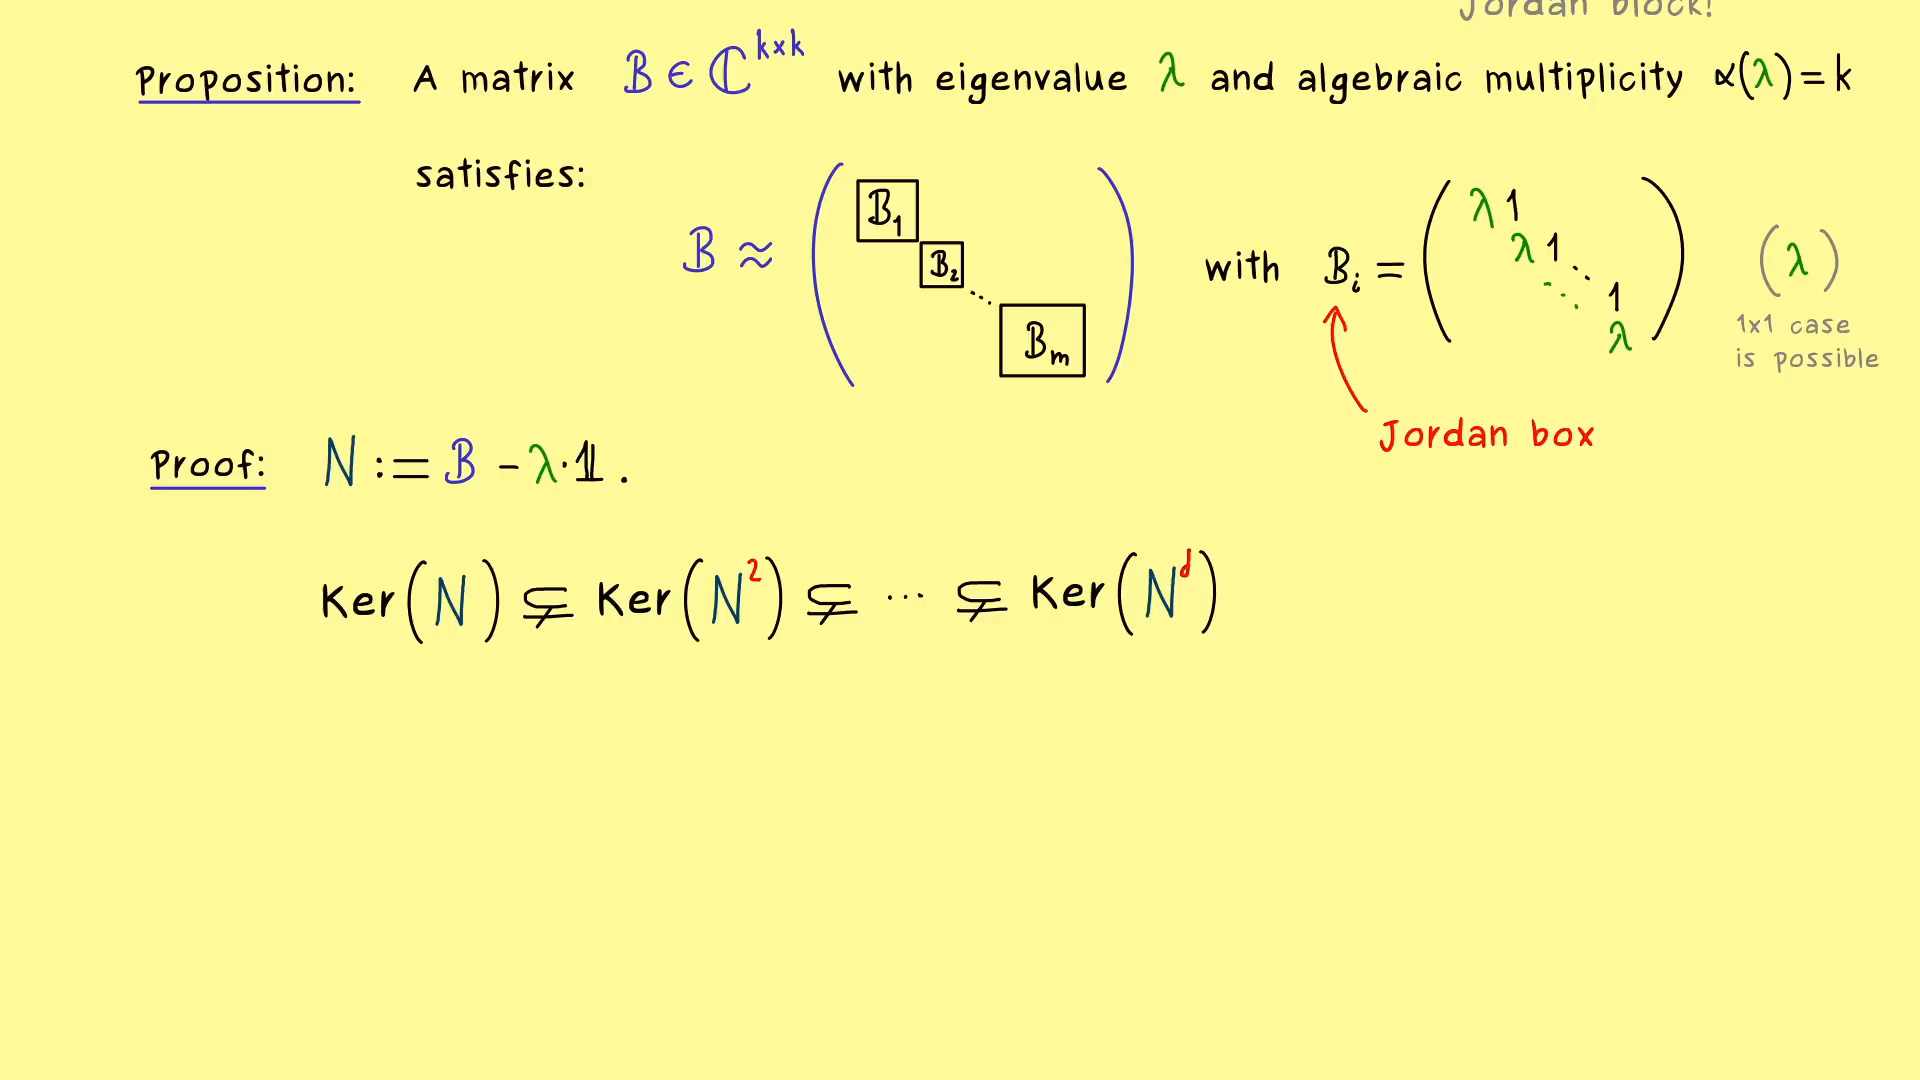 Jordan block!
Proposition: A matrix B ∈ ℂ^{k×k} with eigenvalue λ and algebraic multiplicity α(λ) = k
satisfies:
B ≈ ( B₁ B₂ ⋱ Bₘ ) with Bᵢ = ( λ 1 λ 1 ⋱ ⋱ 1 λ ) (λ)
1x1 case
is possible
Jordan box
Proof: N := B - λ·𝟙 .
Ker(N) ⊊ Ker(N²) ⊊ ⋯ ⊊ Ker(N^d)